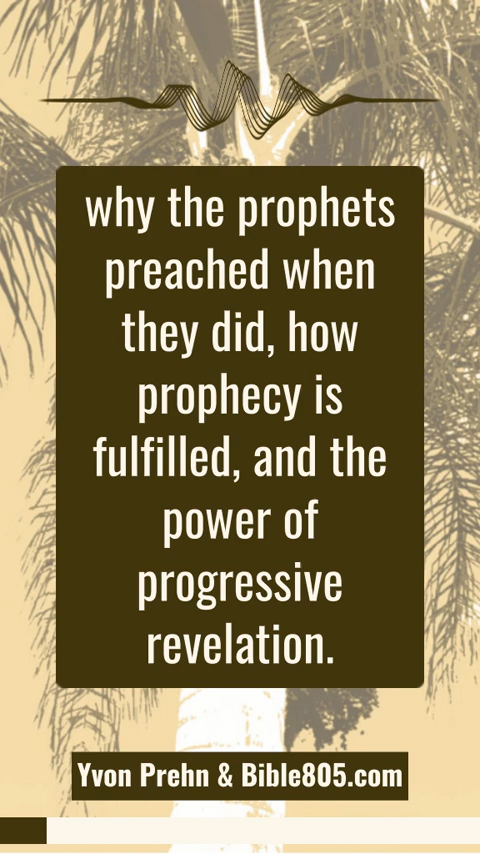 why the prophets
preached when
they did, how
prophecy is
fulfilled, and the
power of
progressive
revelation.
Yvon Prehn & Bible805.com